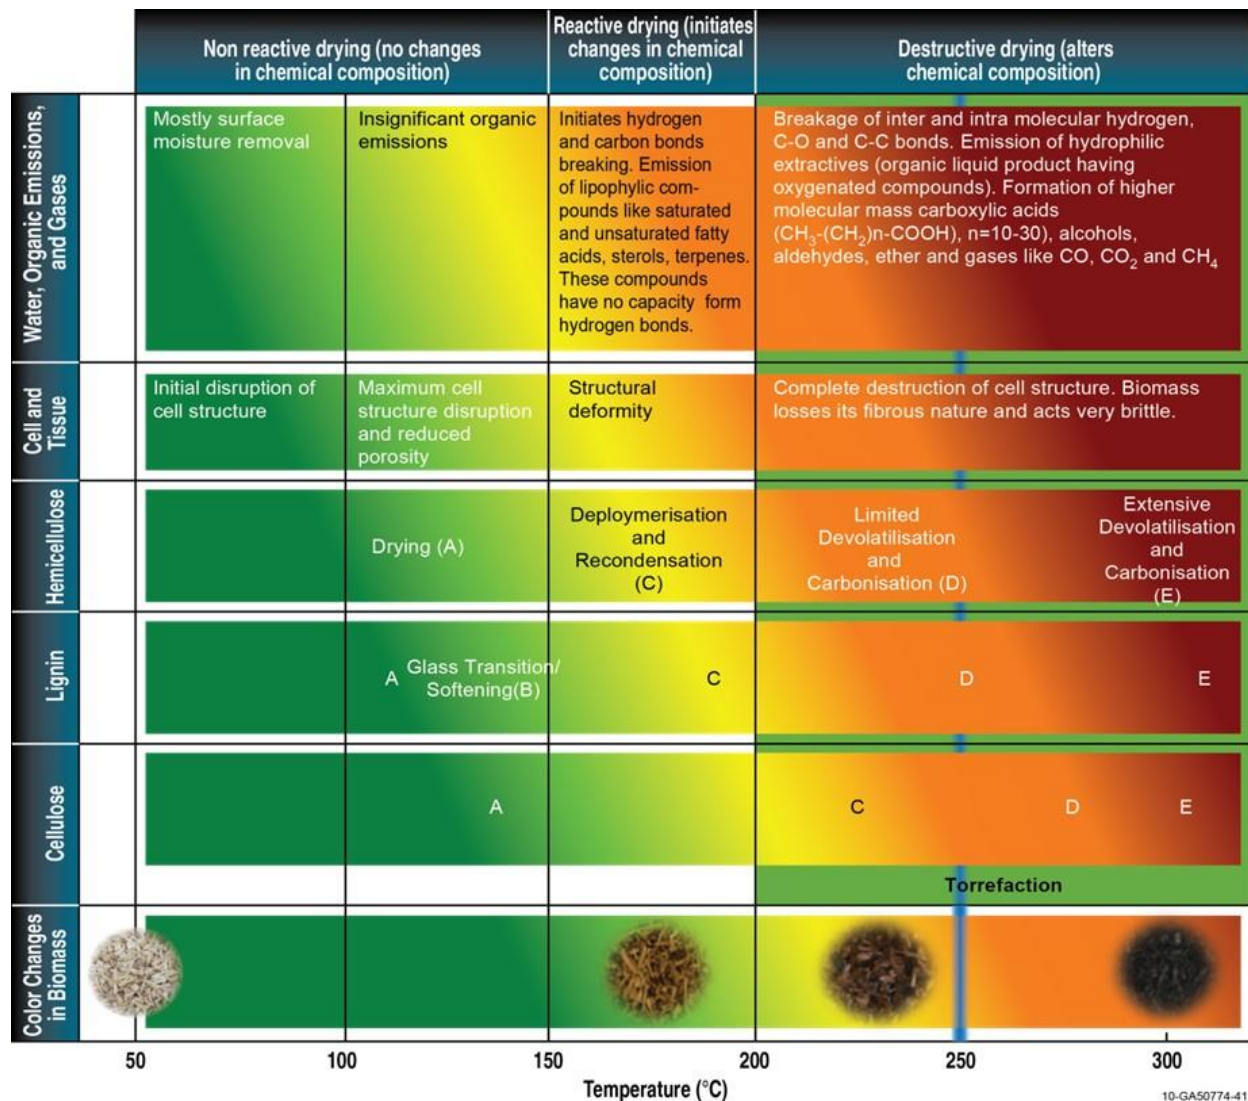 Non reactive drying (no changes
in chemical composition)
Reactive drying (initiates
changes in chemical
composition)
Destructive drying (alters
chemical composition)
Water, Organic Emissions,
and Gases
Mostly surface
moisture removal
Insignificant organic
emissions
Initiates hydrogen
and carbon bonds
breaking. Emission
of lipophylic com-
pounds like saturated
and unsaturated fatty
acids, sterols, terpenes.
These compounds
have no capacity form
hydrogen bonds.
Breakage of inter and intra molecular hydrogen,
C-O and C-C bonds. Emission of hydrophilic
extractives (organic liquid product having
oxygenated compounds). Formation of higher
molecular mass carboxylic acids
(CH₃-(CH₂)n-COOH), n=10-30), alcohols,
aldehydes, ether and gases like CO, CO₂ and CH₄
Cell and
Tissue
Initial disruption of
cell structure
Maximum cell
structure disruption
and reduced
porosity
Structural
deformity
Complete destruction of cell structure. Biomass
losses its fibrous nature and acts very brittle.
Hemicellulose
Drying (A)
Deploymerisation
and
Recondensation
(C)
Limited
Devolatilisation
and
Carbonisation (D)
Extensive
Devolatilisation
and
Carbonisation
(E)
Lignin
A
Glass Transition/
Softening(B)
C
D
E
Cellulose
A
C
D
E
Torrefaction
Color Changes
in Biomass
50
100
150
200
250
300
Temperature (°C)
10-GA50774-41